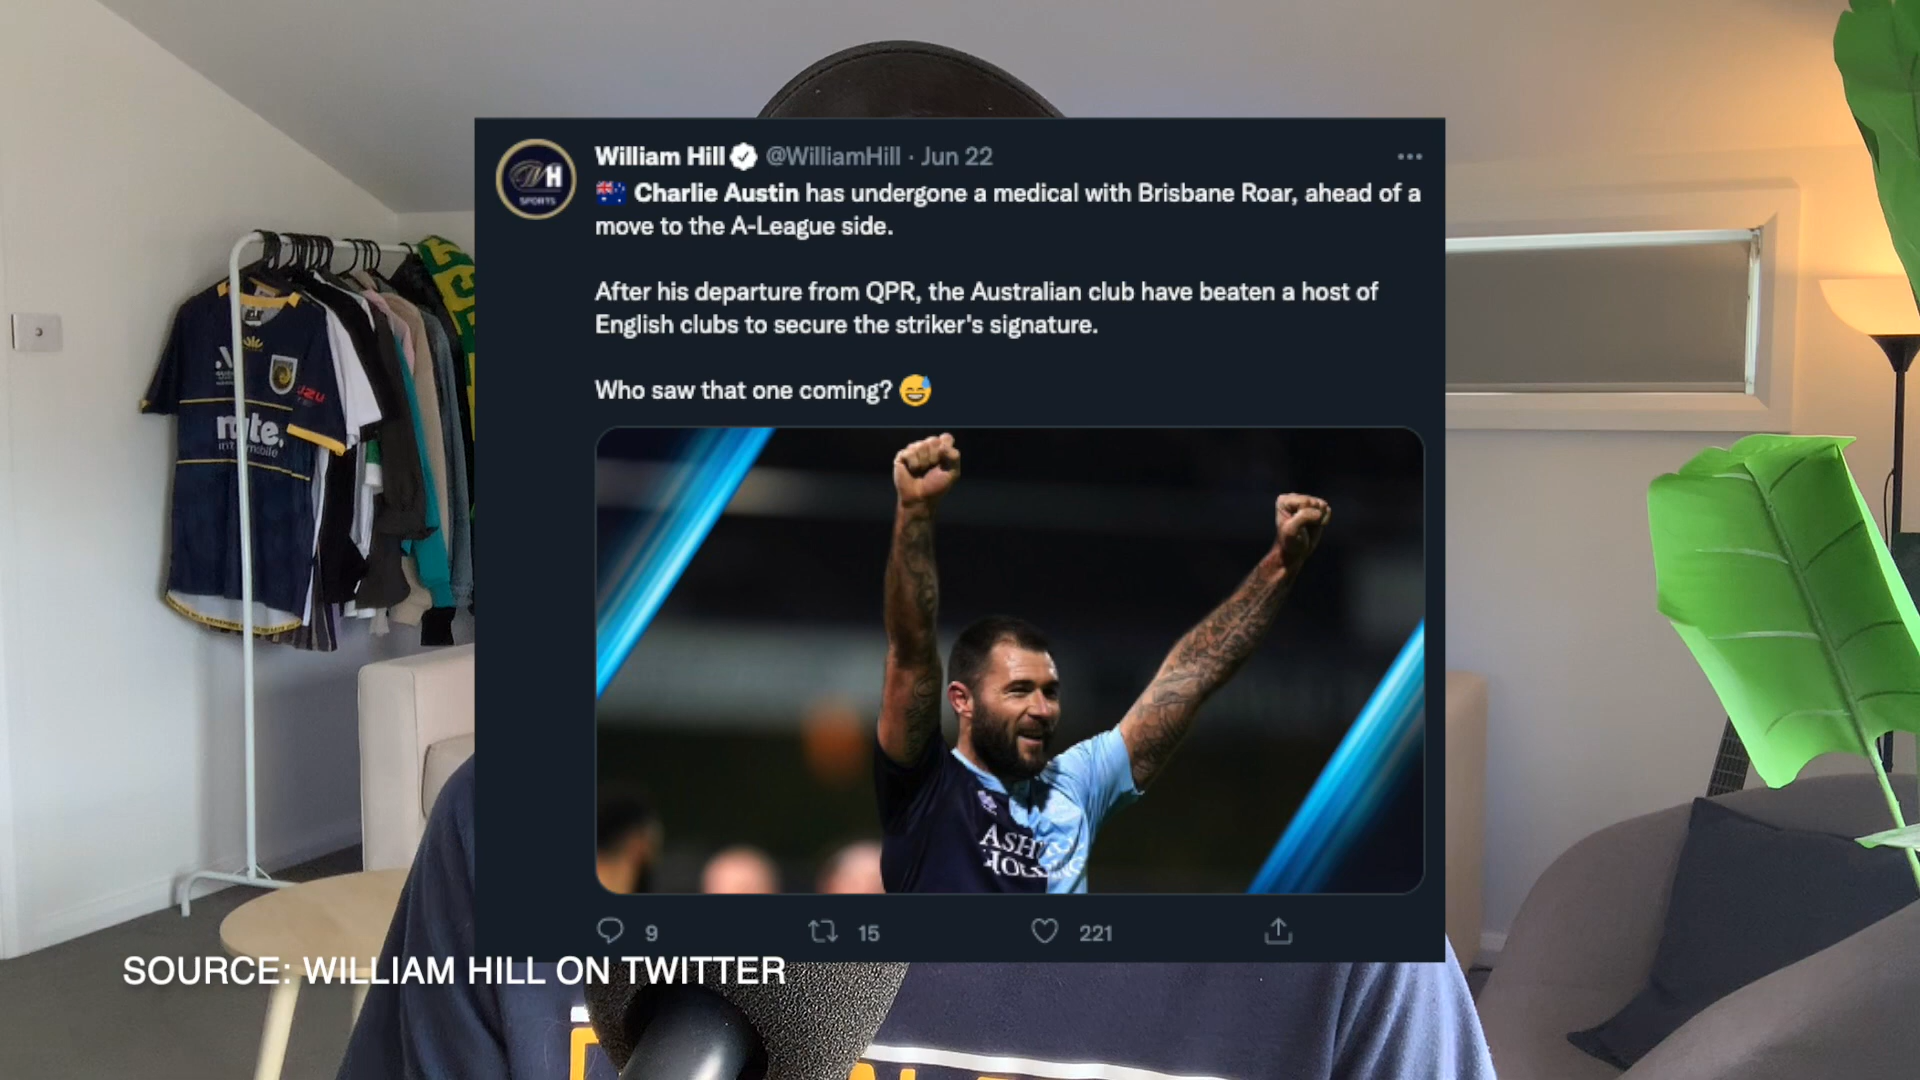 William Hill @WilliamHill · Jun 22
Charlie Austin has undergone a medical with Brisbane Roar, ahead of a
move to the A-League side.
After his departure from QPR, the Australian club have beaten a host of
English clubs to secure the striker's signature.
Who saw that one coming?
WH
SPORTS
9 15 221
SOURCE: WILLIAM HILL ON TWITTER